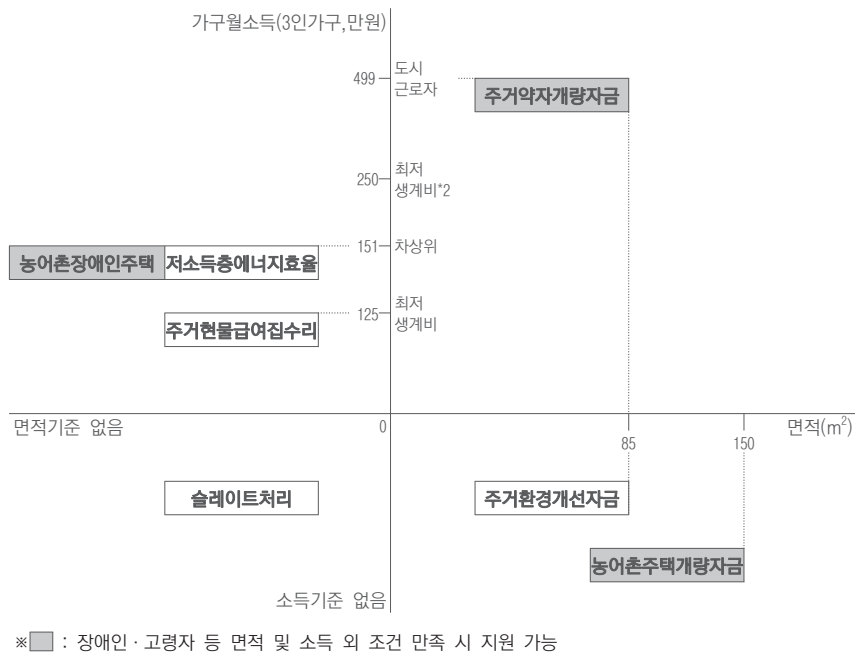 가구월소득(3인가구,만원)
499 도시
근로자
주거약자개량자금
250 최저
생계비*2
151 차상위
농어촌장애인주택 저소득층에너지효율
125 최저
생계비
주거현물급여집수리
면적기준 없음 0 85 150 면적(m²)
슬레이트처리 주거환경개선자금
농어촌주택개량자금
소득기준 없음
※ : 장애인·고령자 등 면적 및 소득 외 조건 만족 시 지원 가능